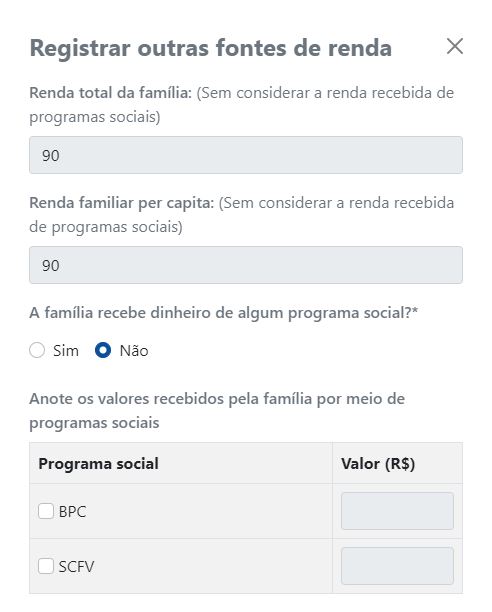 Registrar outras fontes de renda
Renda total da família: (Sem considerar a renda recebida de
programas sociais)
90
Renda familiar per capita: (Sem considerar a renda recebida
de programas sociais)
90
A família recebe dinheiro de algum programa social?*
Sim Não
Anote os valores recebidos pela família por meio de
programas sociais
Programa social Valor (R$)
BPC
SCFV